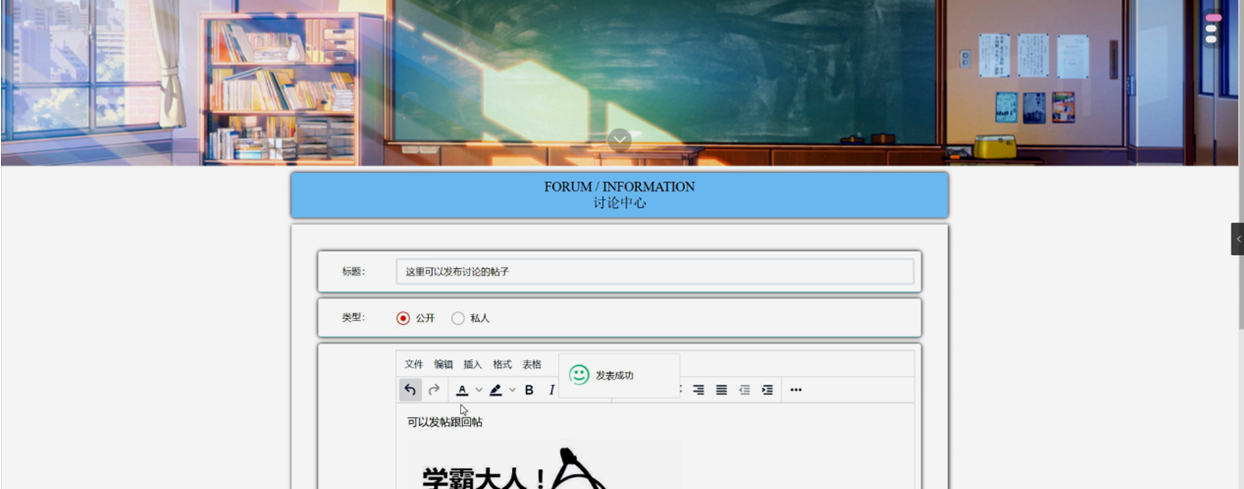 FORUM / INFORMATION
讨论中心
标题： 这里可以发布讨论的帖子
类型： 公开 私人
文件 编辑 插入 格式 表格
发表成功
A B I
可以发帖跟回帖
学霸大人！